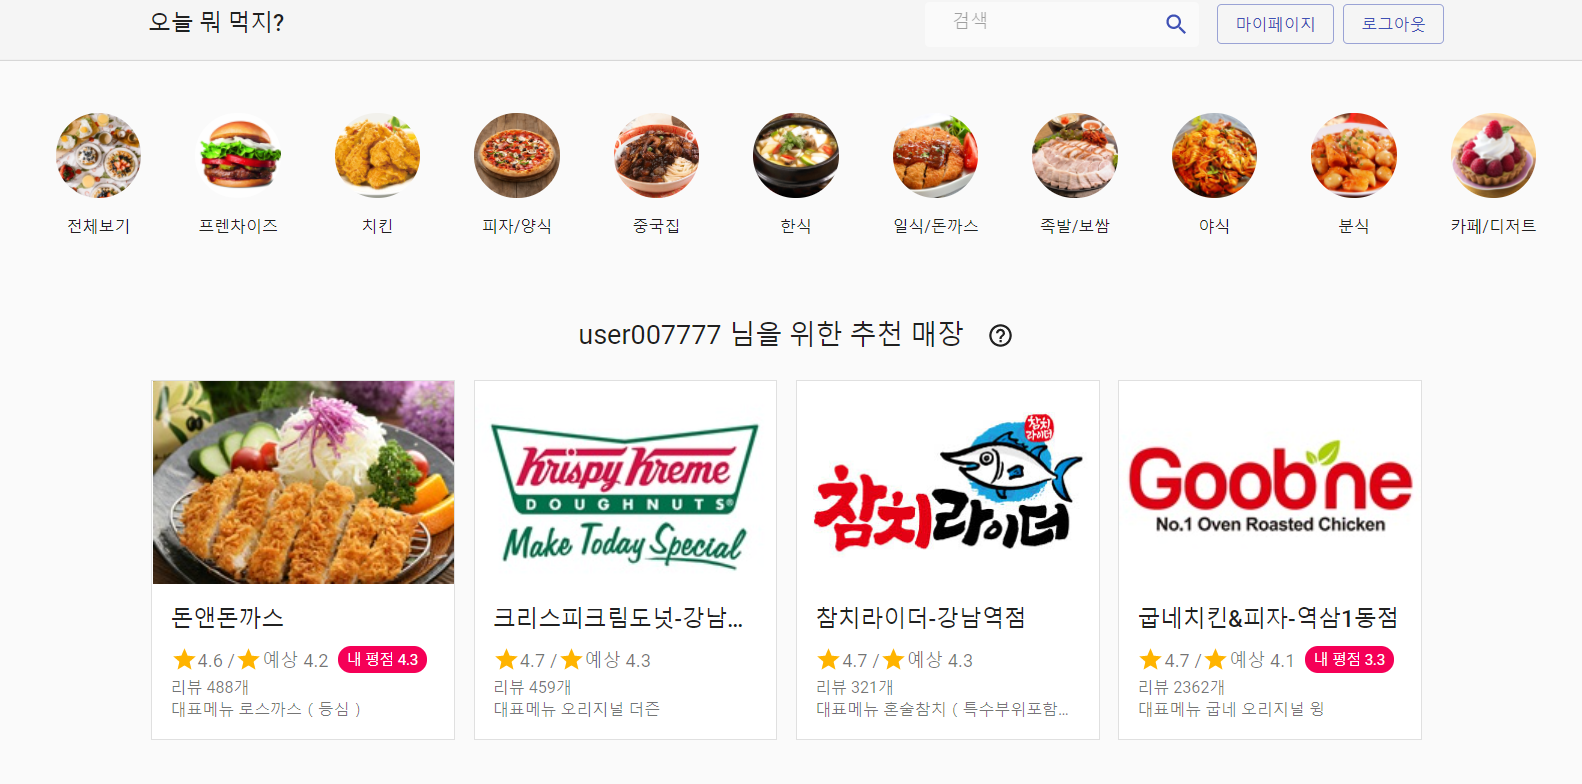 오늘 뭐 먹지?
검색
마이페이지
로그아웃
전체보기
프렌차이즈
치킨
피자/양식
중국집
한식
일식/돈까스
족발/보쌈
야식
분식
카페/디저트
user007777 님을 위한 추천 매장
Krispy Kreme
DOUGHNUTS®
Make Today Special
참치
라이더
참치라이더
Goobne
No.1 Oven Roasted Chicken
돈앤돈까스
4.6 / 예상 4.2 내 평점 4.3
리뷰 488개
대표메뉴 로스까스 ( 등심 )
크리스피크림도넛-강남...
4.7 / 예상 4.3
리뷰 459개
대표메뉴 오리지널 더즌
참치라이더-강남역점
4.7 / 예상 4.3
리뷰 321개
대표메뉴 혼술참치 ( 특수부위포함...
굽네치킨&피자-역삼1동점
4.7 / 예상 4.1 내 평점 3.3
리뷰 2362개
대표메뉴 굽네 오리지널 윙